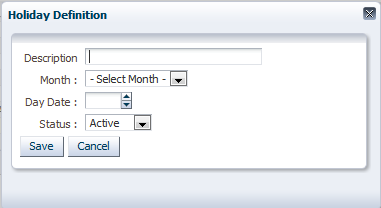 Holiday Definition
Description
Month : - Select Month -
Day Date :
Status : Active
Save Cancel